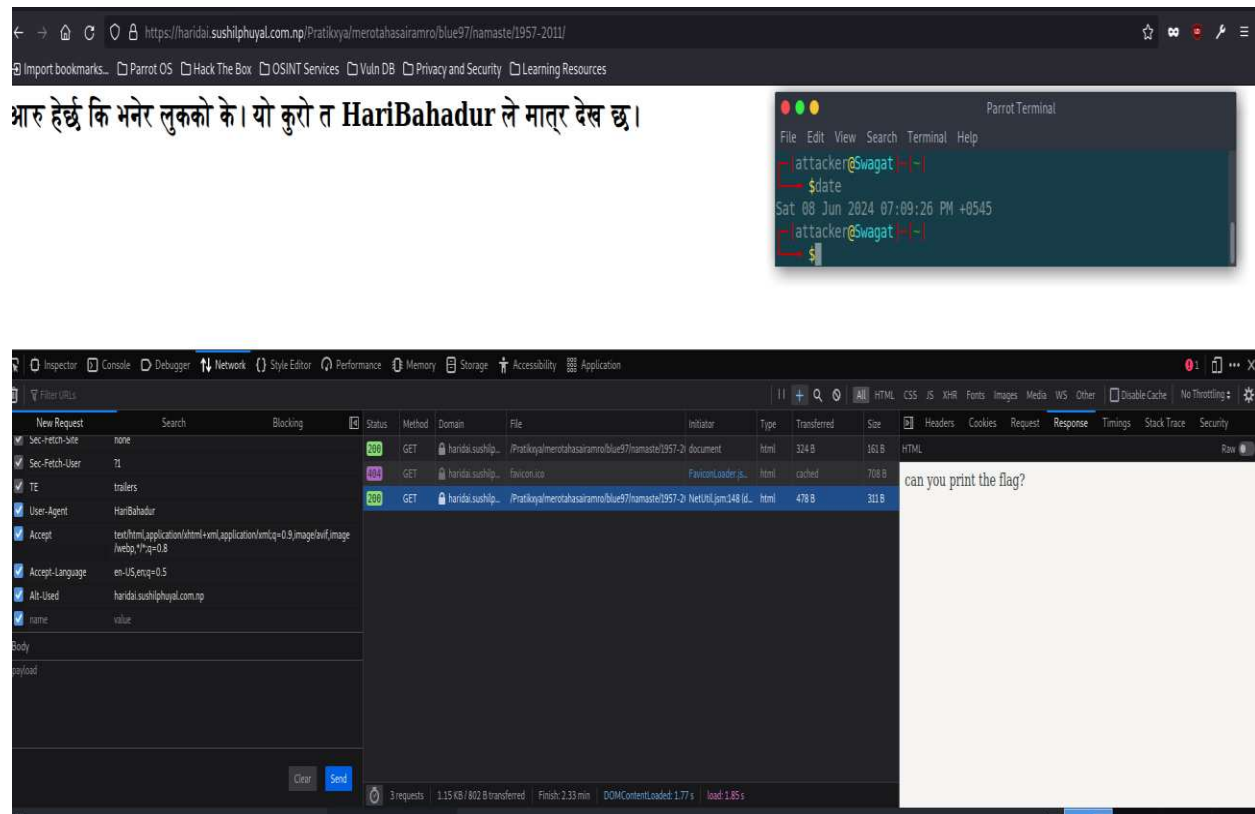 https://haridai.sushilphuyal.com.np/Pratikxya/merotahasairamro/blue97/namaste/1957-2011/
Import bookmarks... Parrot OS Hack The Box OSINT Services Vuln DB Privacy and Security Learning Resources
आरु हेर्छ कि भनेर लुकको के। यो कुरो त HariBahadur ले मात्र देख छ।
Parrot Terminal
File Edit View Search Terminal Help
attacker@Swagat ~
$date
Sat 08 Jun 2024 07:09:26 PM +0545
attacker@Swagat ~
$
Inspector Console Debugger Network Style Editor Performance Memory Storage Accessibility Application 1
Filter URLs All HTML CSS JS XHR Fonts Images Media WS Other Disable Cache No Throttling
New Request Search Blocking
Sec-Fetch-Site none
Sec-Fetch-User ?1
TE trailers
User-Agent HariBahadur
Accept text/html,application/xhtml+xml,application/xml;q=0.9,image/avif,image
/webp,*/*;q=0.8
Accept-Language en-US,en;q=0.5
Alt-Used haridai.sushilphuyal.com.np
name value
Body
payload
Clear Send
Status Method Domain File Initiator Type Transferred Size
200 GET haridai.sushilp... /Pratikxya/merotahasairamro/blue97/namaste/1957-2 document html 324 B 161 B
404 GET haridai.sushilp... favicon.ico FaviconLoader.js... html cached 708 B
200 GET haridai.sushilp... /Pratikxya/merotahasairamro/blue97/namaste/1957-2 NetUtil.jsm:148 (d... html 478 B 311 B
3 requests 1.15 KB / 802 B transferred Finish: 2.33 min DOMContentLoaded: 1.77 s load: 1.85 s
Headers Cookies Request Response Timings Stack Trace Security
HTML Raw
can you print the flag?